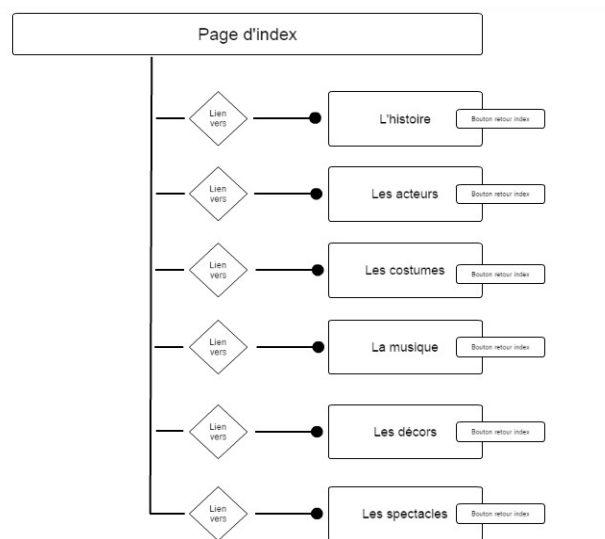 Page d'index
Lien
vers
L'histoire
Bouton retour index
Lien
vers
Les acteurs
Bouton retour index
Lien
vers
Les costumes
Bouton retour index
Lien
vers
La musique
Bouton retour index
Lien
vers
Les décors
Bouton retour index
Lien
vers
Les spectacles
Bouton retour index